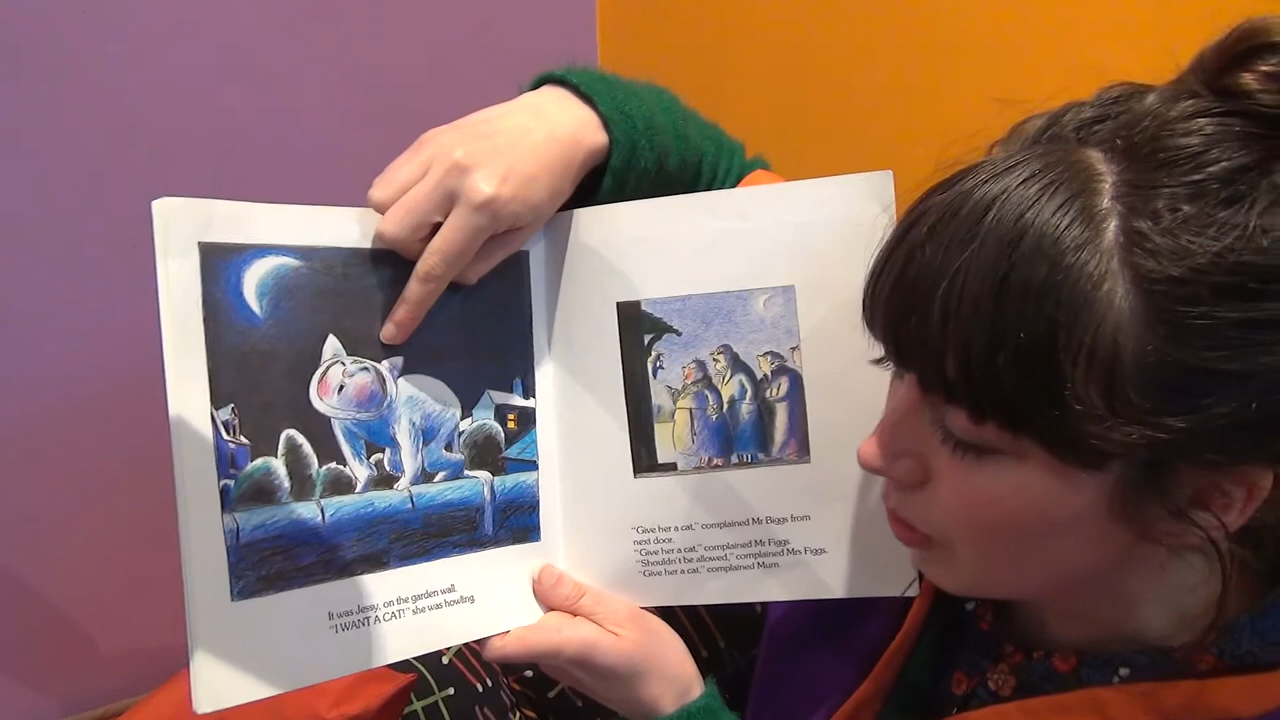 It was Jessy, on the garden wall.
"I WANT A CAT!" she was howling.
"Give her a cat," complained Mr Biggs from
next door.
"Give her a cat," complained Mr Figgs.
"Shouldn't be allowed," complained Mrs Figgs.
"Give her a cat," complained Mum.